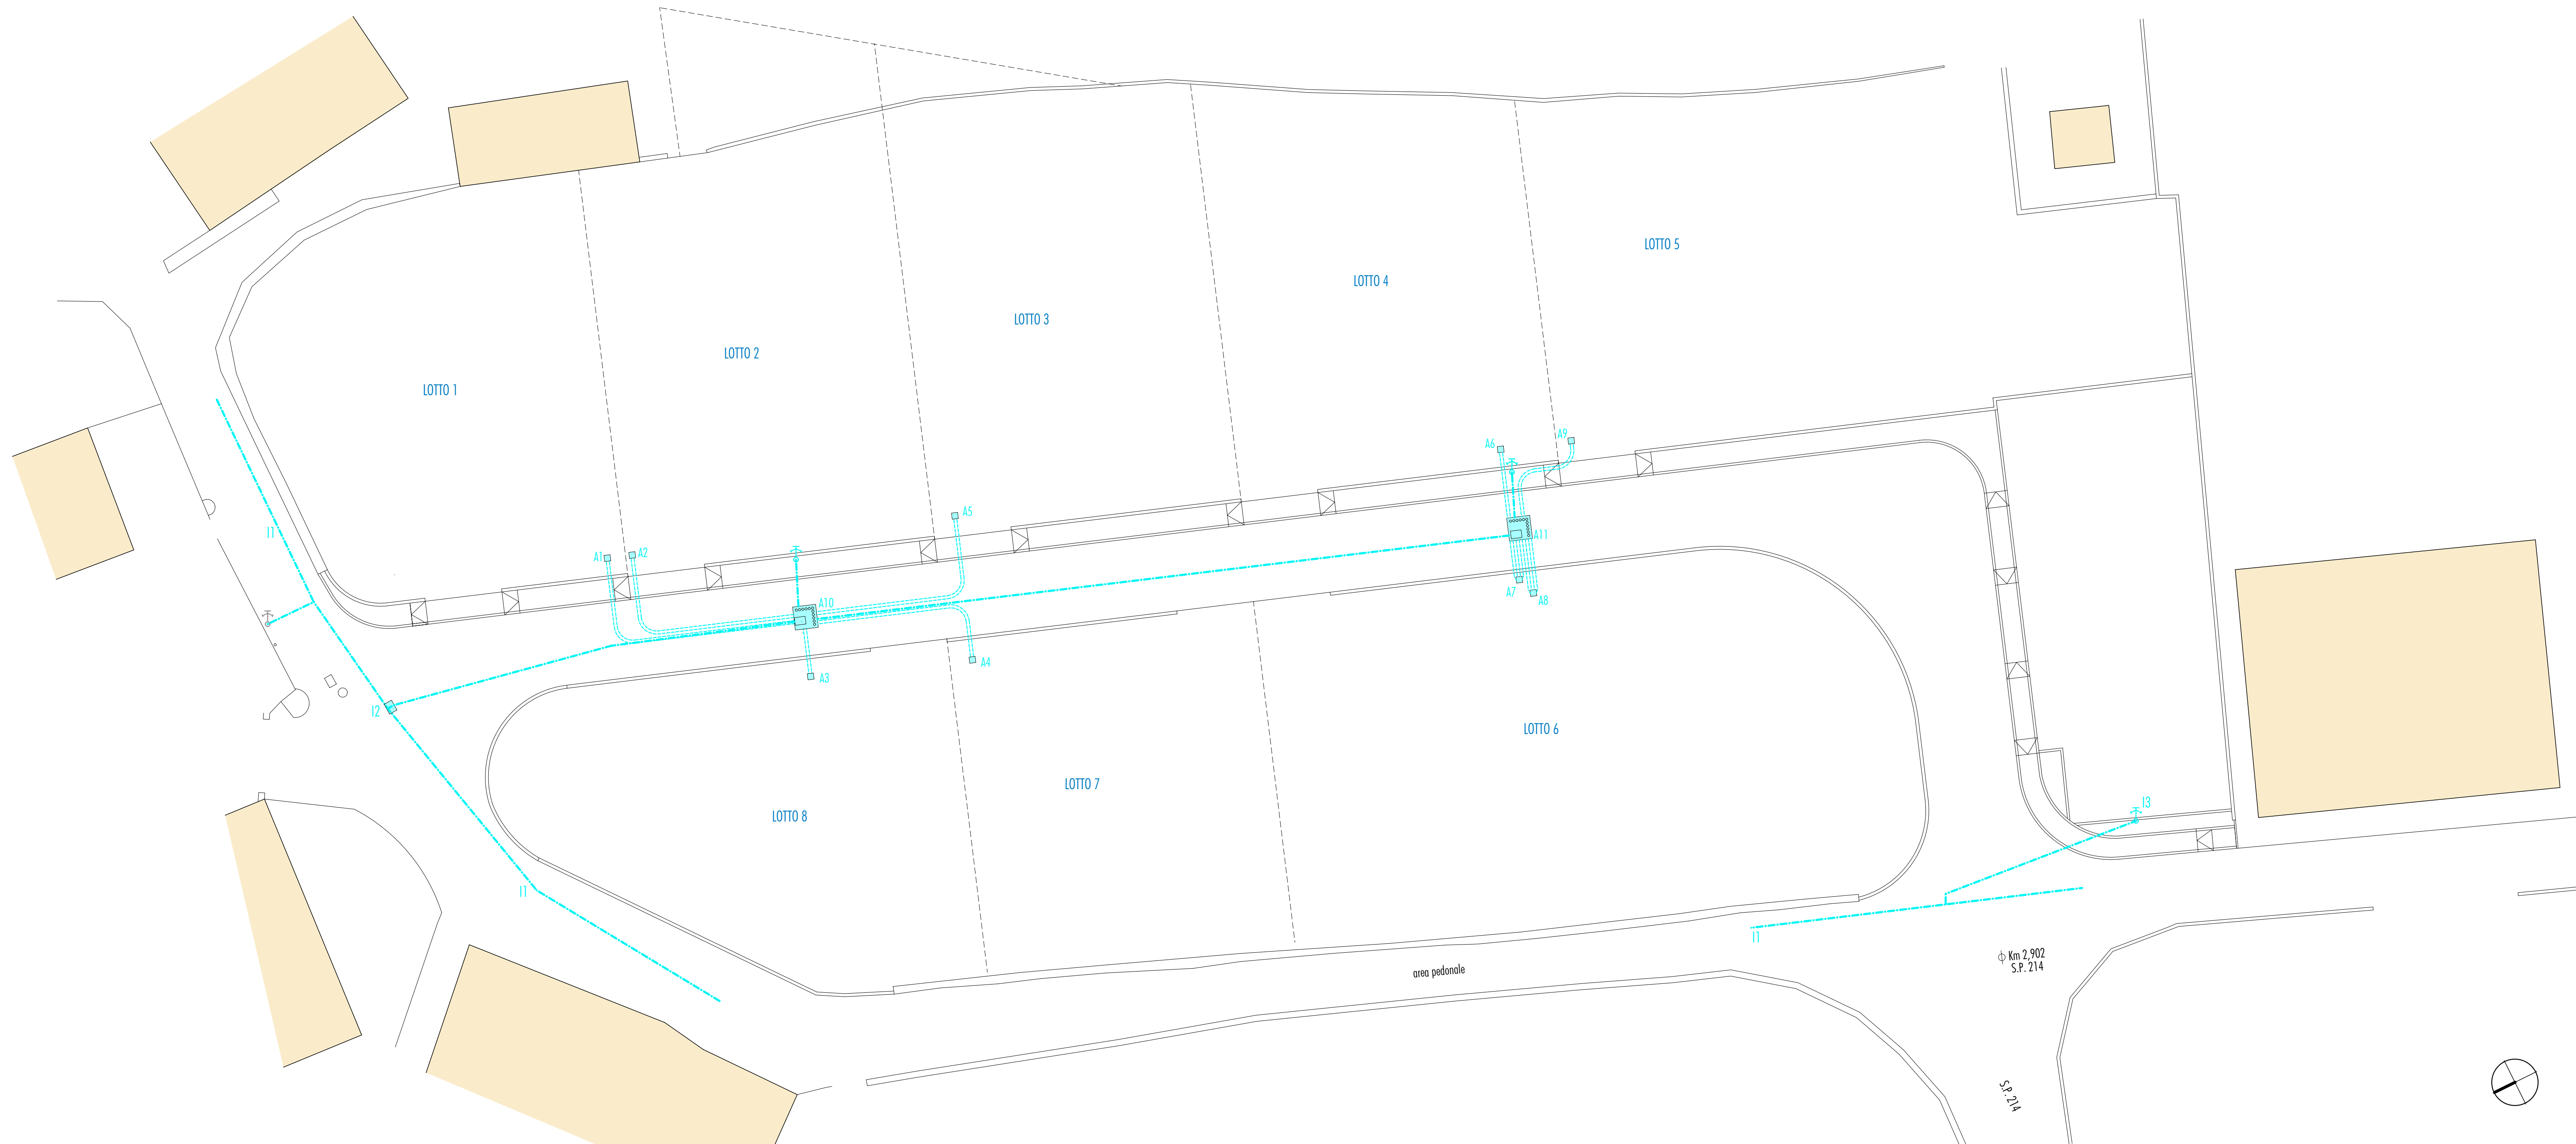 LOTTO 5
LOTTO 4
LOTTO 3
LOTTO 2
LOTTO 1
A9
A6
A5
I1
A11
A2
A1
A7
A8
A10
A4
A3
I2
LOTTO 6
LOTTO 7
I3
LOTTO 8
I1
I1
Km 2,902
S.P. 214
area pedonale
S.P. 214